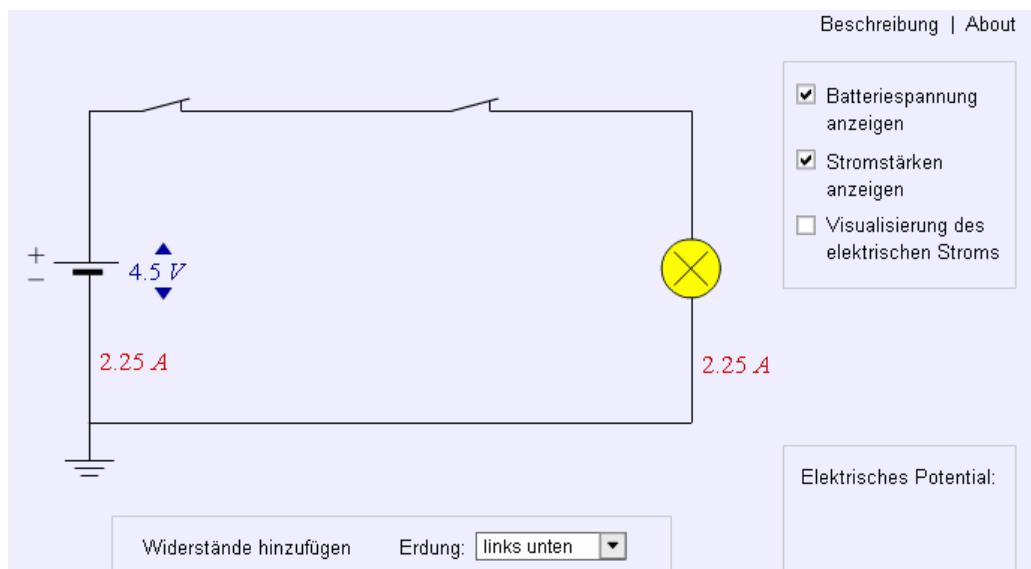 Beschreibung | About
Batteriespannung
anzeigen
Stromstärken
anzeigen
Visualisierung des
elektrischen Stroms
+
–
4.5 V
2.25 A
2.25 A
Elektrisches Potential:
Widerstände hinzufügen Erdung: links unten